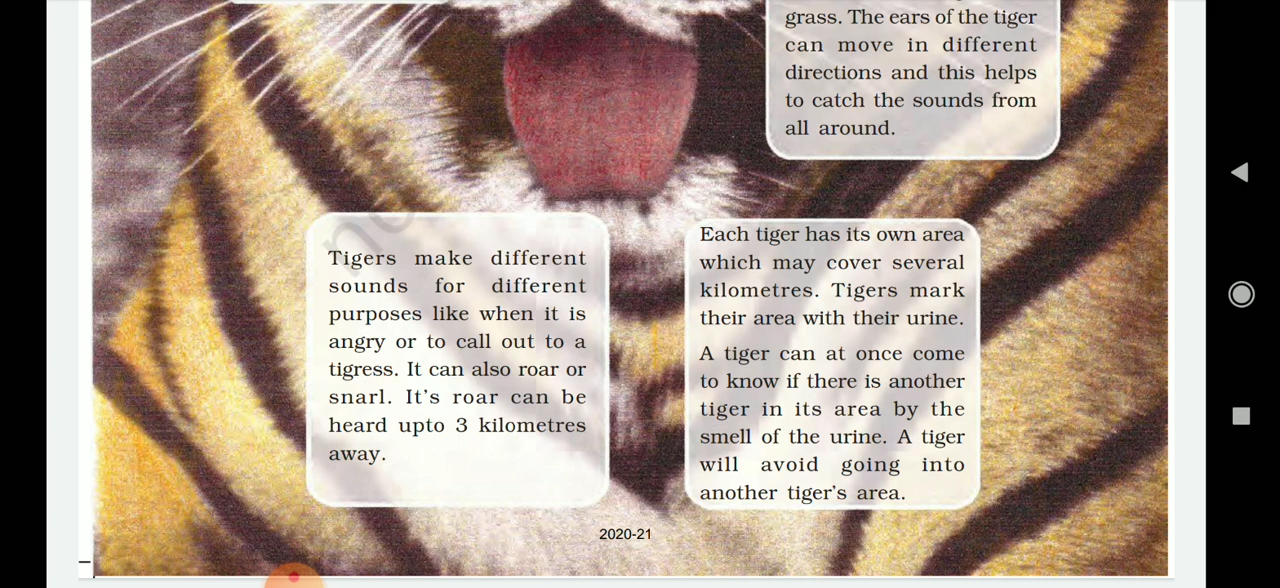 grass. The ears of the tiger
can move in different
directions and this helps
to catch the sounds from
all around.
Tigers make different
sounds for different
purposes like when it is
angry or to call out to a
tigress. It can also roar or
snarl. It's roar can be
heard upto 3 kilometres
away.
Each tiger has its own area
which may cover several
kilometres. Tigers mark
their area with their urine.
A tiger can at once come
to know if there is another
tiger in its area by the
smell of the urine. A tiger
will avoid going into
another tiger's area.
2020-21